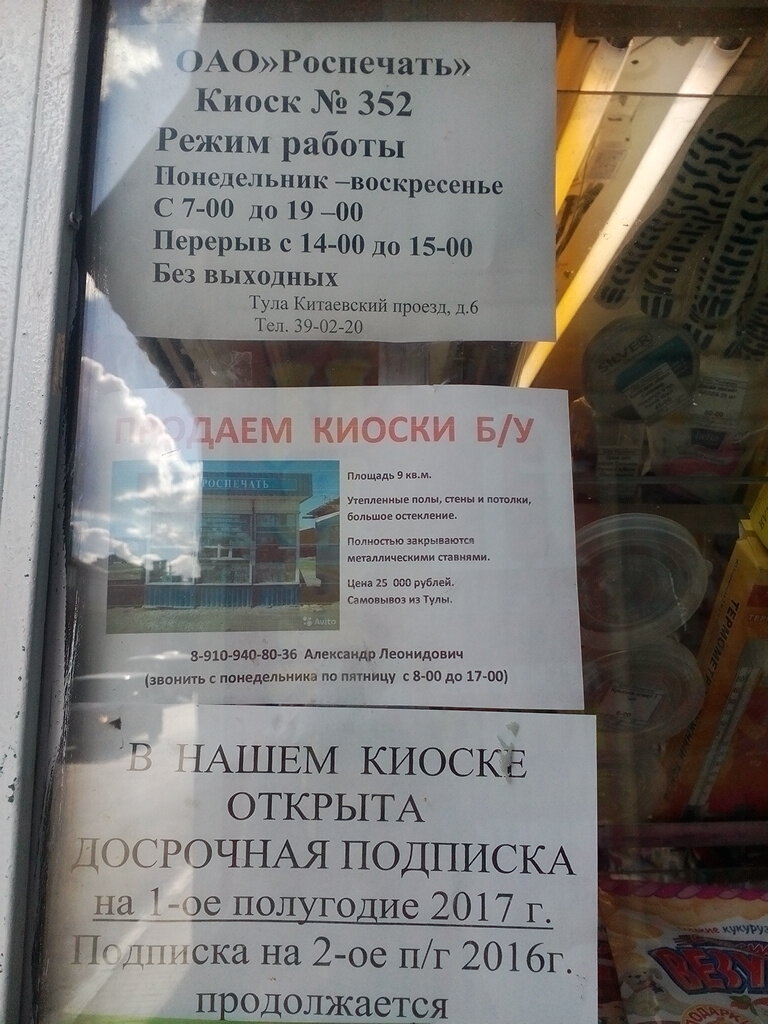 ОАО»Роспечать»
Киоск № 352
Режим работы
Понедельник –воскресенье
С 7-00 до 19 –00
Перерыв с 14-00 до 15-00
Без выходных
Тула Китаевский проезд, д.6
Тел. 39-02-20
ПРОДАЕМ КИОСКИ Б/У
РОСПЕЧАТЬ
Площадь 9 кв.м.
Утепленные полы, стены и потолки,
большое остекление.
Полностью закрываются
металлическими ставнями.
Цена 25 000 рублей.
Самовывоз из Тулы.
Avito
8-910-940-80-36 Александр Леонидович
(звонить с понедельника по пятницу с 8-00 до 17-00)
В НАШЕМ КИОСКЕ
ОТКРЫТА
ДОСРОЧНАЯ ПОДПИСКА
на 1-ое полугодие 2017 г.
Подписка на 2-ое п/г 2016г.
продолжается
SILVER